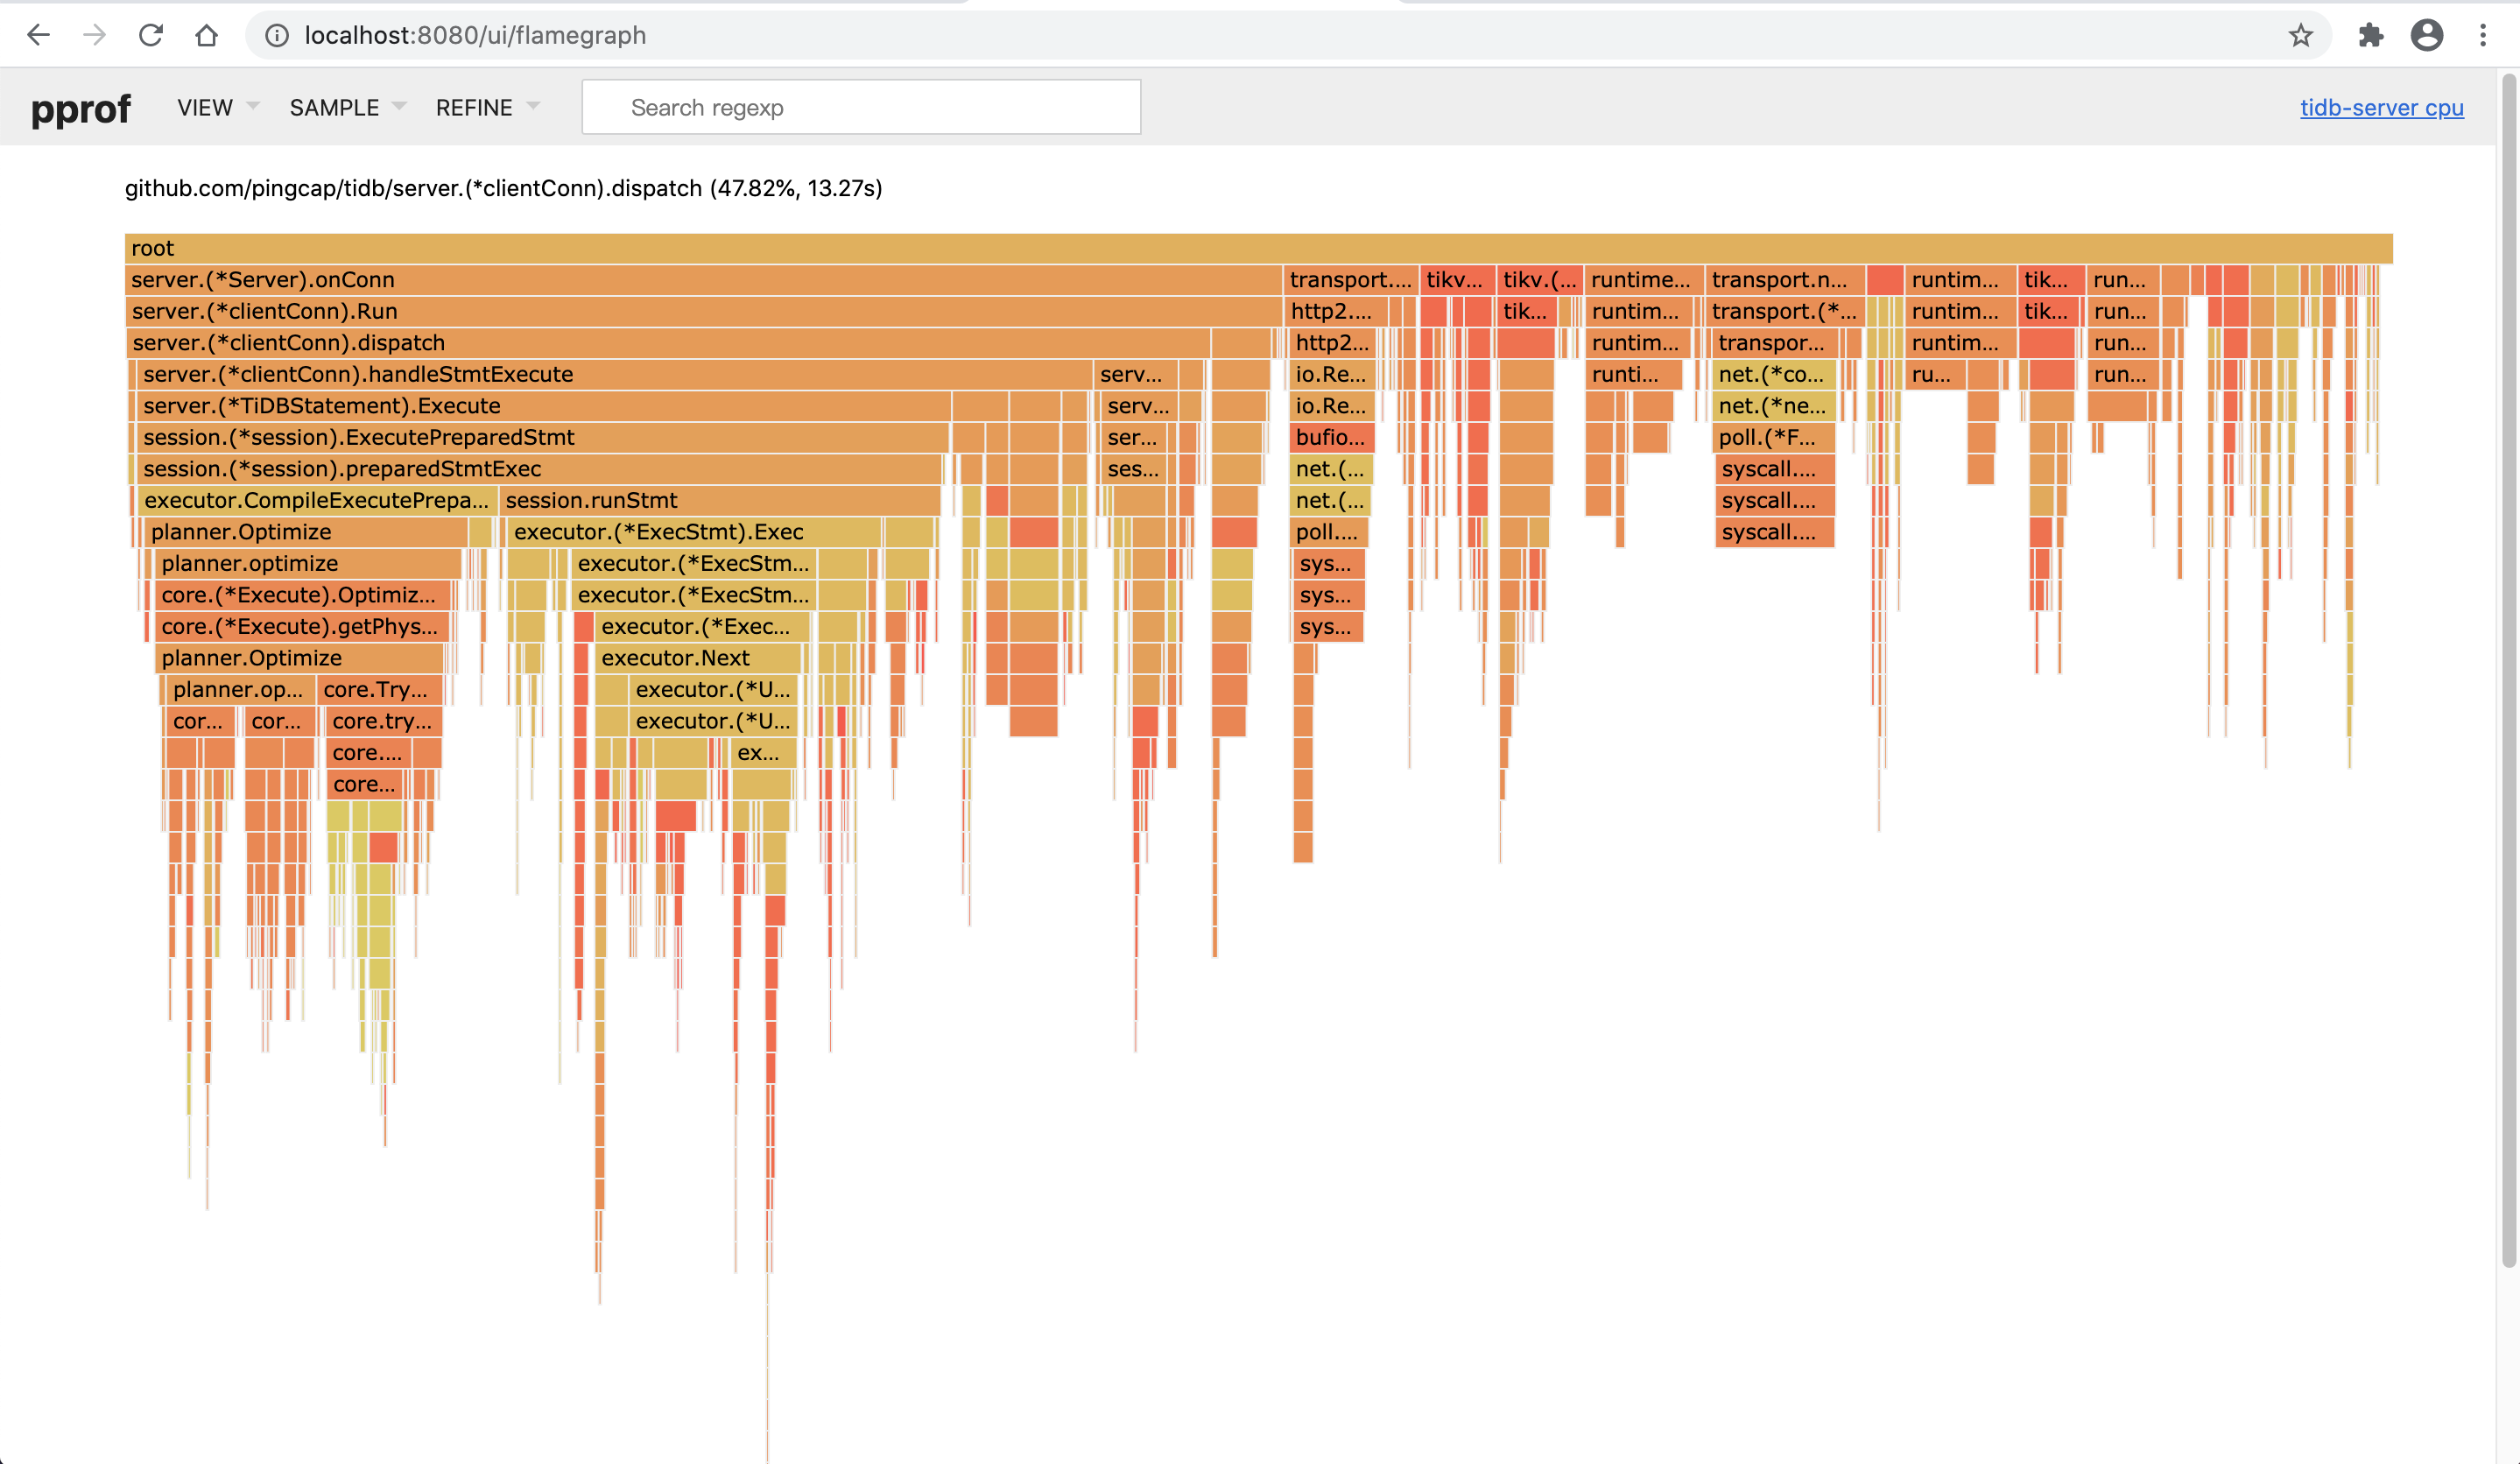 localhost:8080/ui/flamegraph
pprof VIEW SAMPLE REFINE Search regexp tidb-server cpu
github.com/pingcap/tidb/server.(*clientConn).dispatch (47.82%, 13.27s)
root
server.(*Server).onConn transport.... tikv... tikv.(... runtime... transport.n... runtim... tik... run...
server.(*clientConn).Run http2.... tik... runtim... transport.(*... runtim... tik... run...
server.(*clientConn).dispatch http2... runtim... transpor... runtim... run...
server.(*clientConn).handleStmtExecute serv... io.Re... runti... net.(*co... ru... run...
server.(*TiDBStatement).Execute serv... io.Re... net.(*ne...
session.(*session).ExecutePreparedStmt ser... bufio... poll.(*F...
session.(*session).preparedStmtExec ses... net.(... syscall....
executor.CompileExecutePrepa... session.runStmt net.(... syscall....
planner.Optimize executor.(*ExecStmt).Exec poll.... syscall....
planner.optimize executor.(*ExecStm... sys...
core.(*Execute).Optimiz... executor.(*ExecStm... sys...
core.(*Execute).getPhys... executor.(*Exec... sys...
planner.Optimize executor.Next
planner.op... core.Try... executor.(*U...
cor... cor... core.try... executor.(*U...
core.... ex...
core...